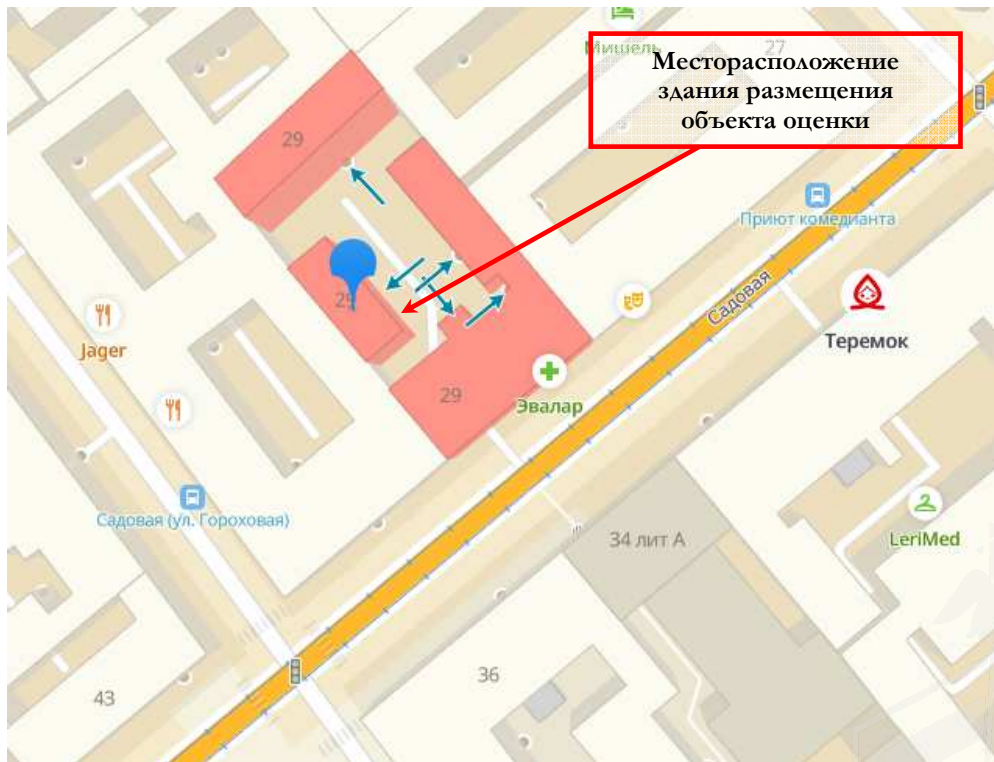 Мишель
27
Месторасположение
здания размещения
объекта оценки
29
Приют комедианта
Садовая
29
Jager
Теремок
29
Эвалар
Садовая (ул. Гороховая)
34 лит А
LeriMed
36
43